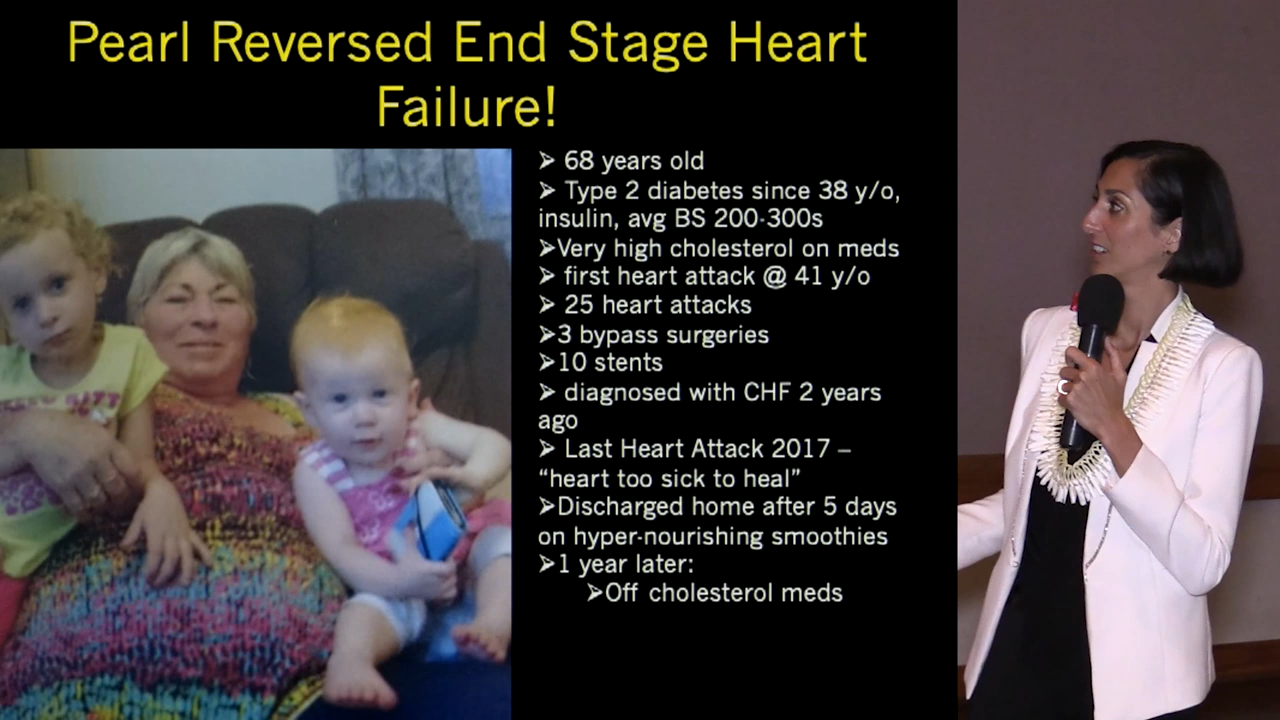 Pearl Reversed End Stage Heart
Failure!
➢ 68 years old
➢ Type 2 diabetes since 38 y/o,
insulin, avg BS 200-300s
➢Very high cholesterol on meds
➢ first heart attack @ 41 y/o
➢ 25 heart attacks
➢3 bypass surgeries
➢10 stents
➢ diagnosed with CHF 2 years
ago
➢ Last Heart Attack 2017 –
“heart too sick to heal”
➢Discharged home after 5 days
on hyper-nourishing smoothies
➢1 year later:
➢Off cholesterol meds